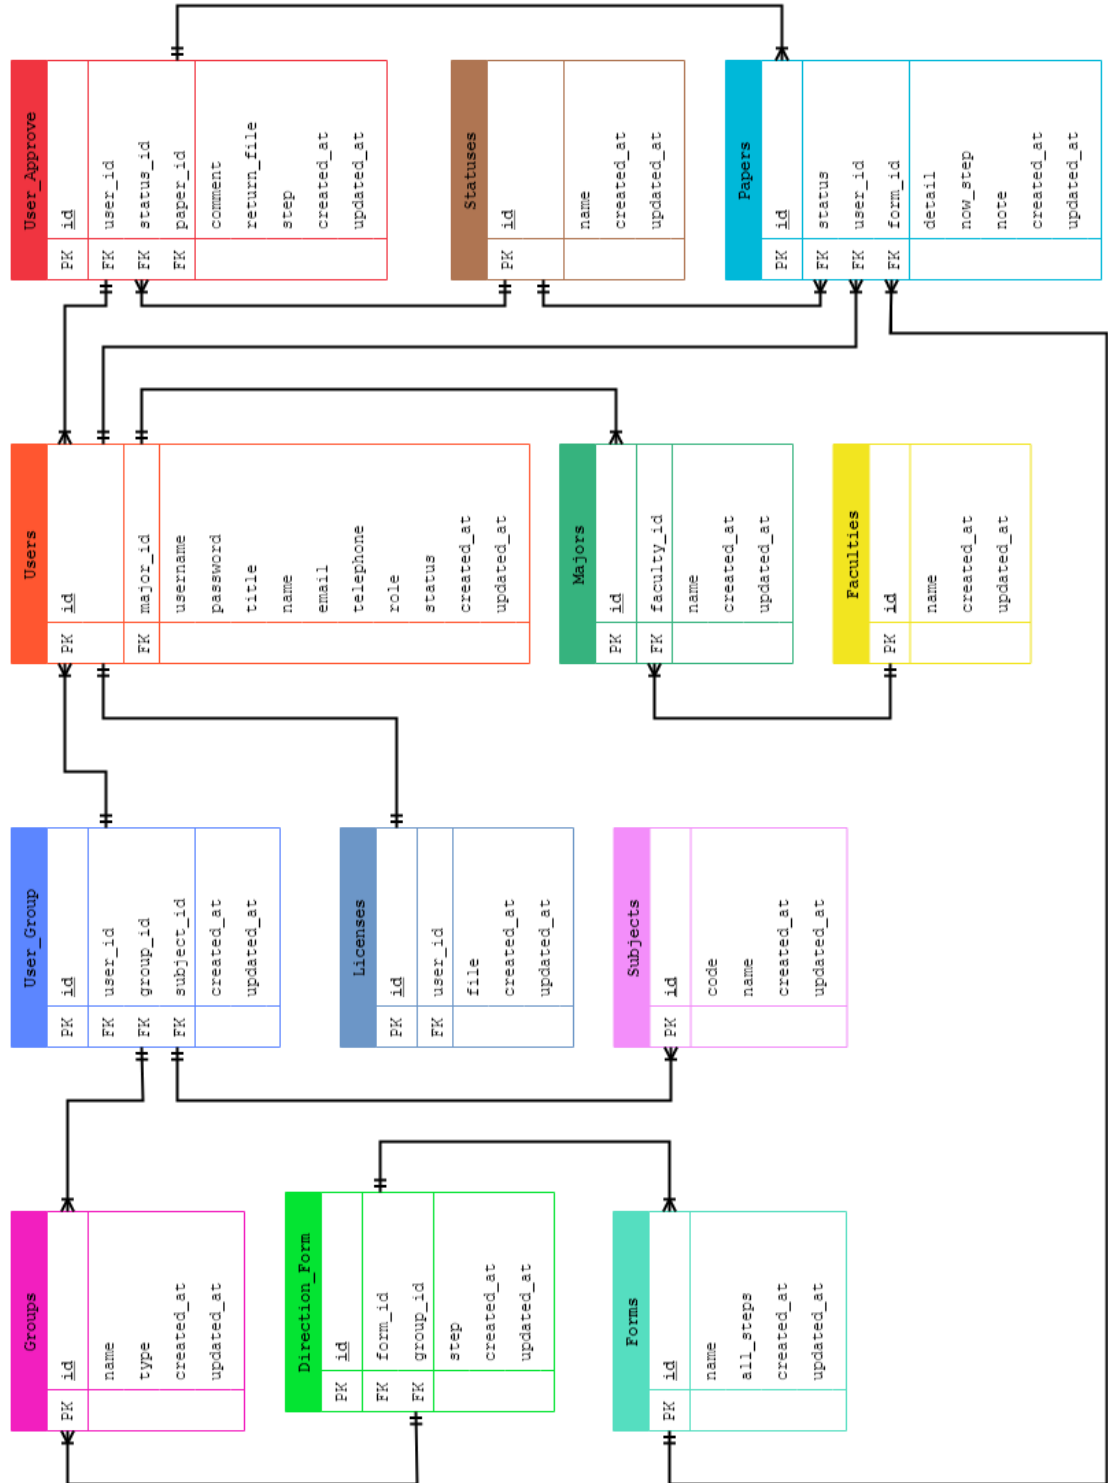 Groups
PK id
name
type
created_at
updated_at
Direction_Form
PK id
FK form_id
FK group_id
step
created_at
updated_at
Forms
PK id
name
all_steps
created_at
updated_at
User_Group
PK id
FK user_id
FK group_id
FK subject_id
created_at
updated_at
Licenses
PK id
FK user_id
file
created_at
updated_at
Subjects
PK id
code
name
created_at
updated_at
Users
PK id
FK major_id
username
password
title
name
email
telephone
role
status
created_at
updated_at
Majors
PK id
FK faculty_id
name
created_at
updated_at
Faculties
PK id
name
created_at
updated_at
User_Approve
PK id
FK user_id
FK status_id
FK paper_id
comment
return_file
step
created_at
updated_at
Statuses
PK id
name
created_at
updated_at
Papers
PK id
FK status
FK user_id
FK form_id
detail
now_step
note
created_at
updated_at